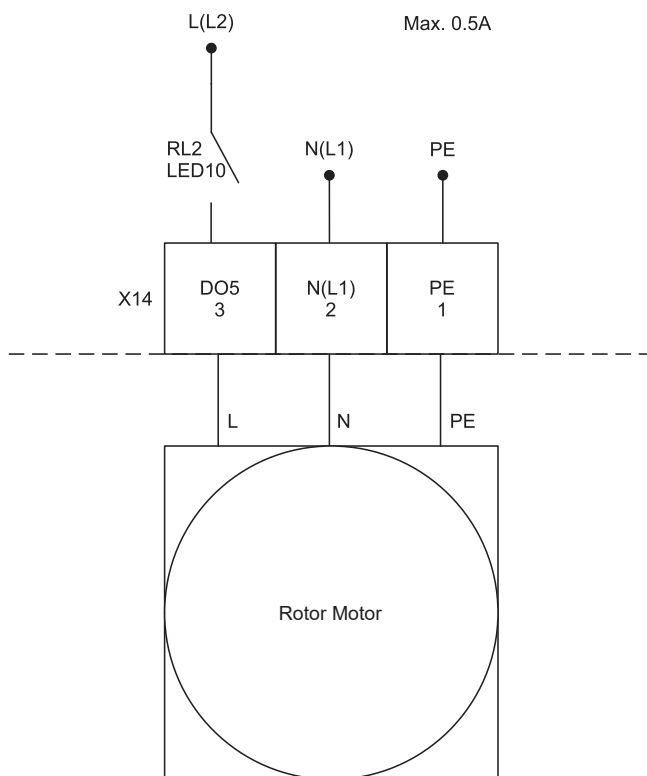 L(L2)
Max. 0.5A
RL2
LED10
N(L1)
PE
X14
DO5
3
N(L1)
2
PE
1
L
N
PE
Rotor Motor